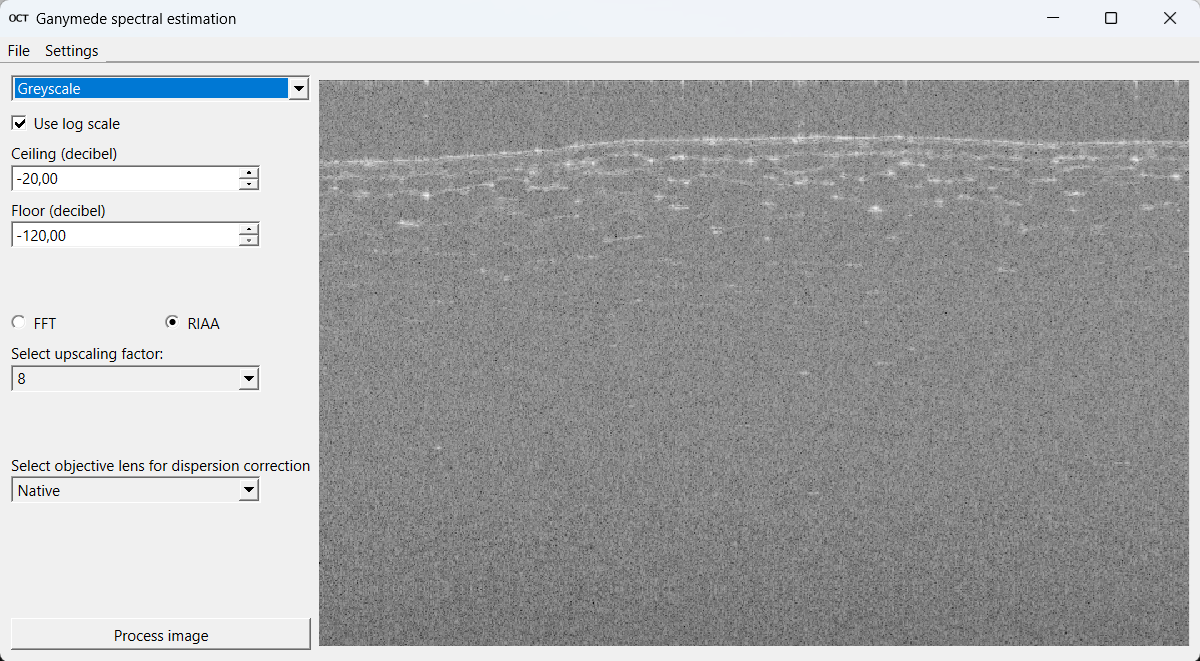 OCT Ganymede spectral estimation
File Settings
Greyscale
Use log scale
Ceiling (decibel)
-20,00
Floor (decibel)
-120,00
FFT RIAA
Select upscaling factor:
8
Select objective lens for dispersion correction
Native
Process image